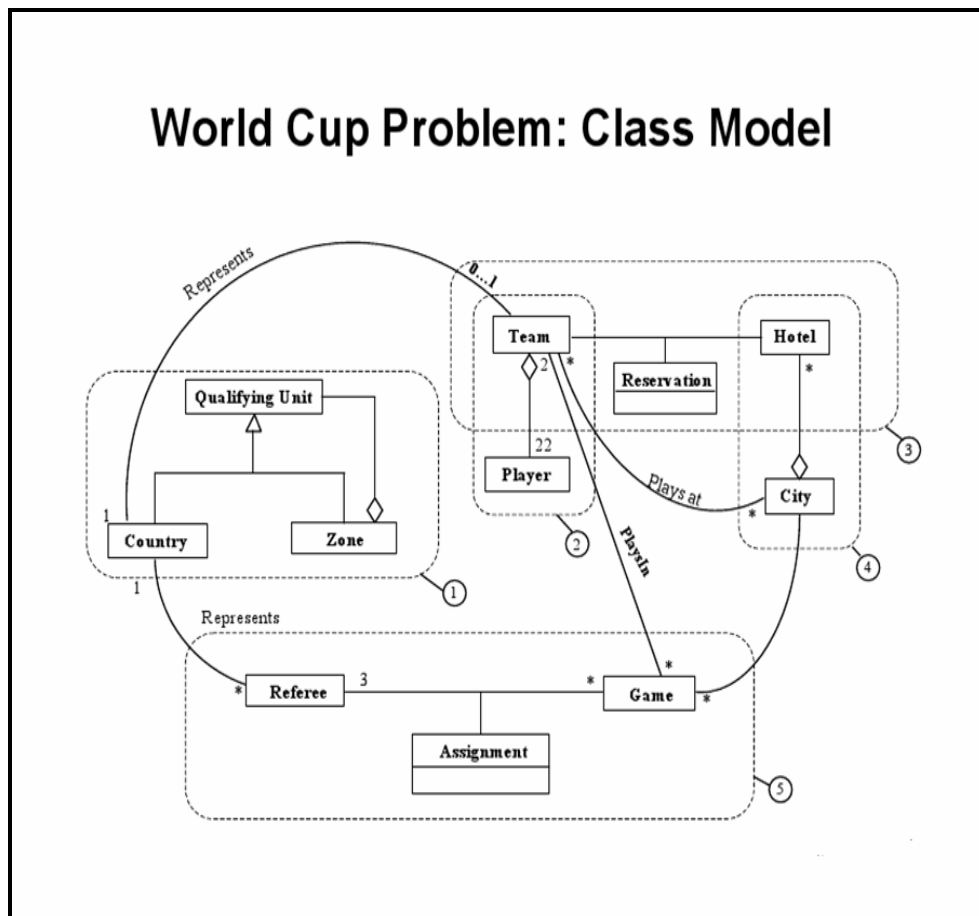 World Cup Problem: Class Model
Represents
0...1
Team
Hotel
*
2
*
Reservation
Qualifying Unit
3
22
Player
Plays at
*
City
1
Country
Zone
2
PlaysIn
4
1
1
Represents
*
Referee
3
*
*
Game
*
Assignment
5